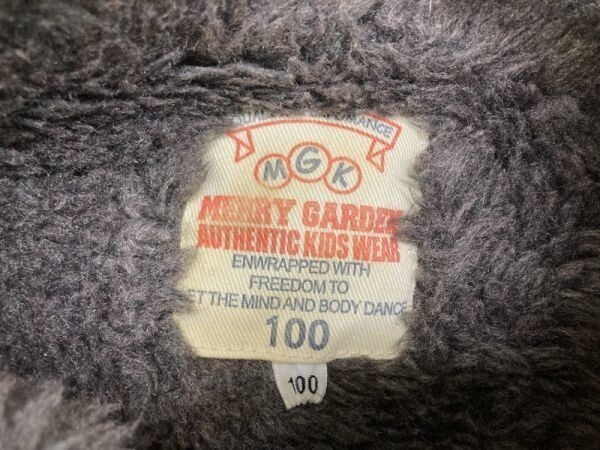 MGK
MERRY GARDEN
AUTHENTIC KIDS WEAR
ENWRAPPED WITH
FREEDOM TO
ET THE MIND AND BODY DANCE
100
100